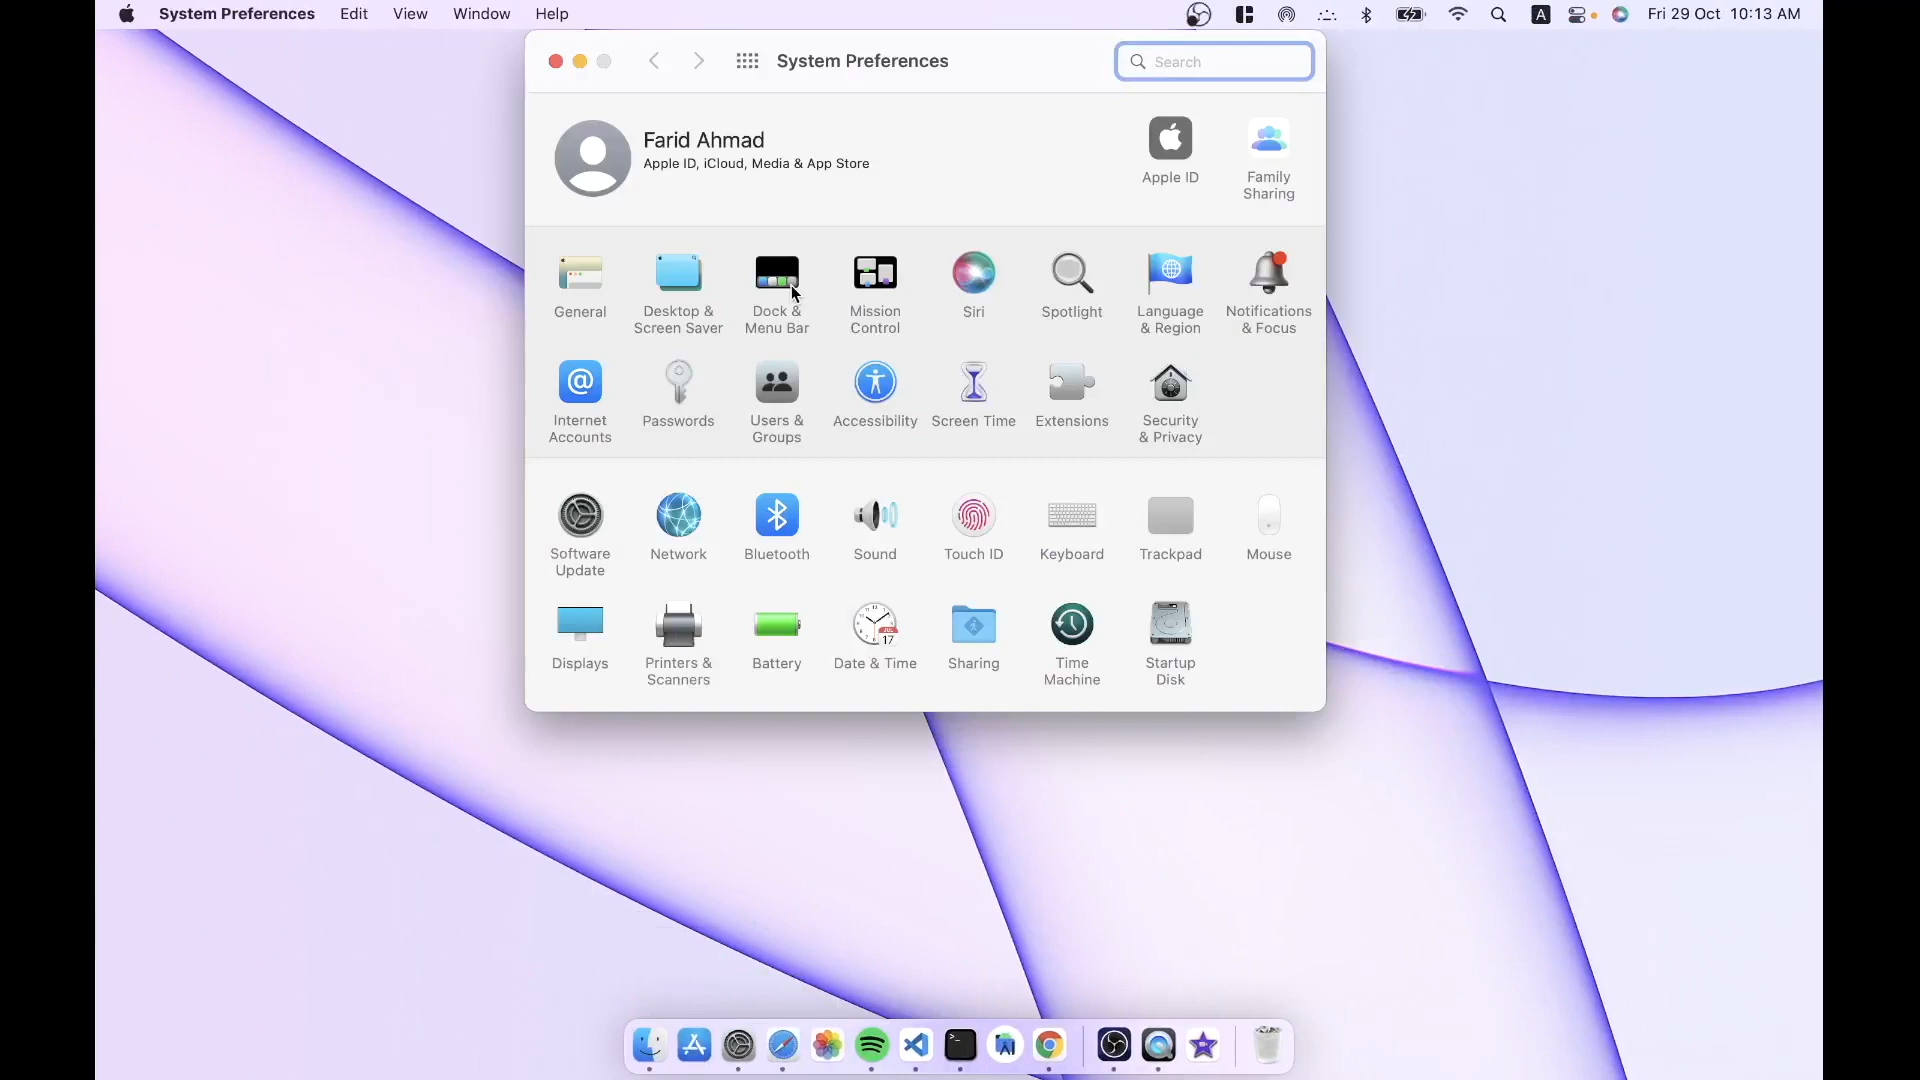 System Preferences Edit View Window Help A Fri 29 Oct 10:13 AM
System Preferences Search
Farid Ahmad
Apple ID, iCloud, Media & App Store
Apple ID
Family
Sharing
General
Desktop &
Screen Saver
Dock &
Menu Bar
Mission
Control
Siri
Spotlight
Language
& Region
Notifications
& Focus
Internet
Accounts
Passwords
Users &
Groups
Accessibility
Screen Time
Extensions
Security
& Privacy
Software
Update
Network
Bluetooth
Sound
Touch ID
Keyboard
Trackpad
Mouse
Displays
Printers &
Scanners
Battery
JUL
17
Date & Time
Sharing
Time
Machine
Startup
Disk